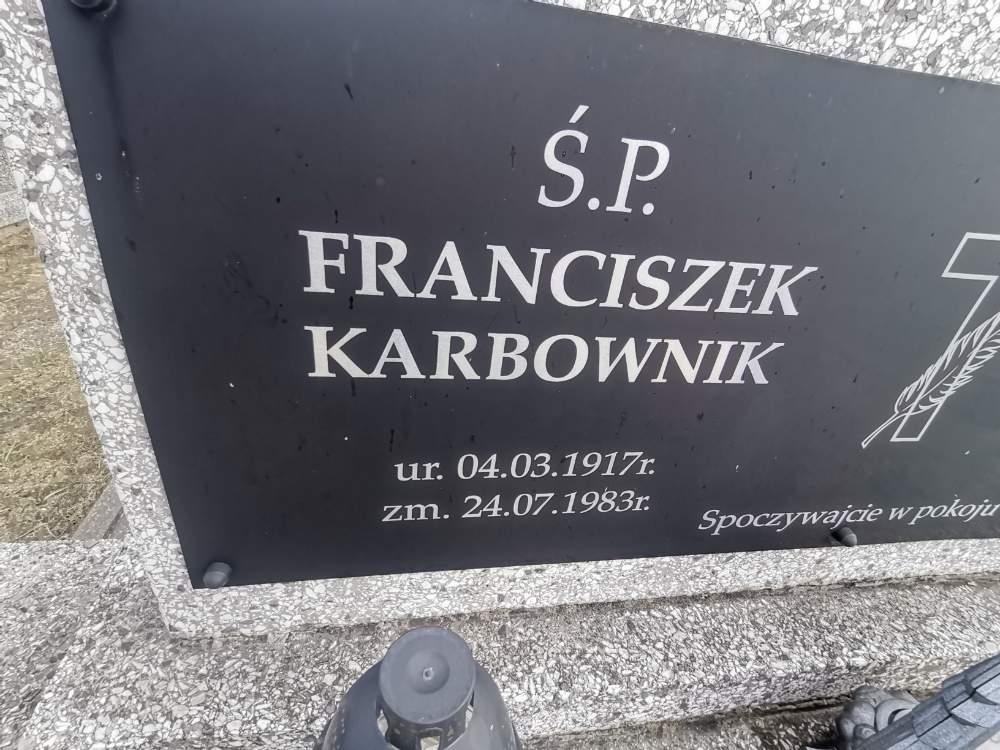 Ś.P.
FRANCISZEK
KARBOWNIK
ur. 04.03.1917r.
zm. 24.07.1983r.
Spoczywajcie w pokoju